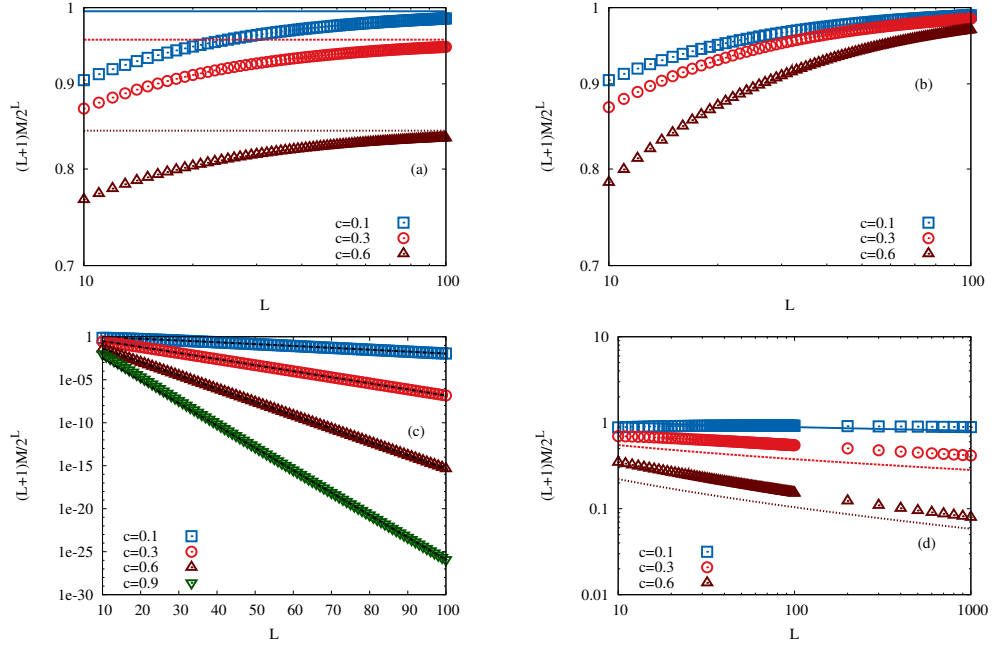 1
0.9
0.8
0.7
10
100
(L+1)M/2^L
L
(a)
c=0.1
c=0.3
c=0.6
1
0.9
0.8
0.7
10
100
(L+1)M/2^L
L
(b)
c=0.1
c=0.3
c=0.6
1
1e-05
1e-10
1e-15
1e-20
1e-25
1e-30
10 20 30 40 50 60 70 80 90 100
(L+1)M/2^L
L
(c)
c=0.1
c=0.3
c=0.6
c=0.9
10
1
0.1
0.01
10 100 1000
(L+1)M/2^L
L
(d)
c=0.1
c=0.3
c=0.6